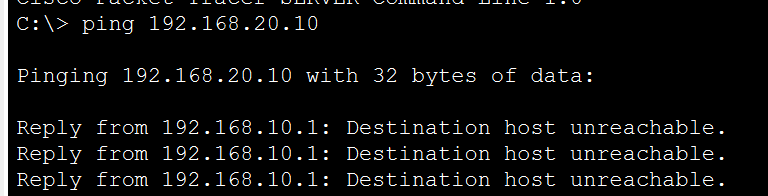 Cisco Packet Tracer SERVER Command Line 1.0
C:\> ping 192.168.20.10
Pinging 192.168.20.10 with 32 bytes of data:
Reply from 192.168.10.1: Destination host unreachable.
Reply from 192.168.10.1: Destination host unreachable.
Reply from 192.168.10.1: Destination host unreachable.